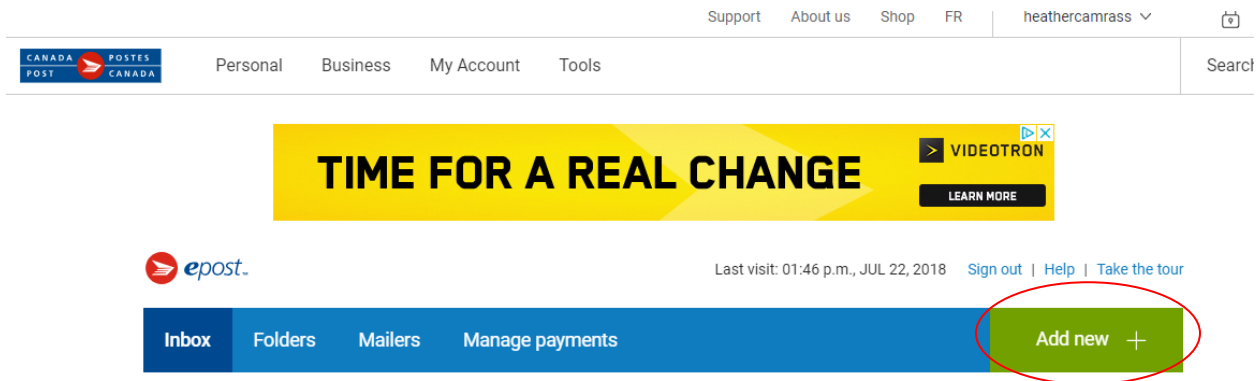 Support About us Shop FR heathercamrass
CANADA POSTES
POST CANADA
Personal Business My Account Tools
Search
TIME FOR A REAL CHANGE
VIDEOTRON
LEARN MORE
epost™
Last visit: 01:46 p.m., JUL 22, 2018 Sign out | Help | Take the tour
Inbox Folders Mailers Manage payments Add new +